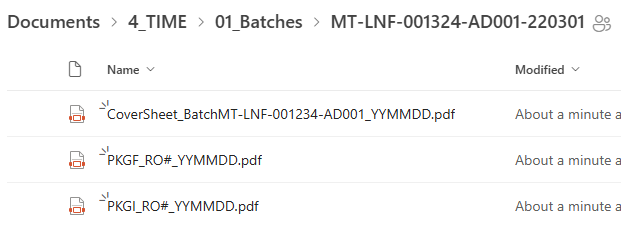 Documents > 4_TIME > 01_Batches > MT-LNF-001324-AD001-220301
Name Modified
CoverSheet_BatchMT-LNF-001234-AD001_YYMMDD.pdf About a minute a
PKGF_RO#_YYMMDD.pdf About a minute a
PKGI_RO#_YYMMDD.pdf About a minute a